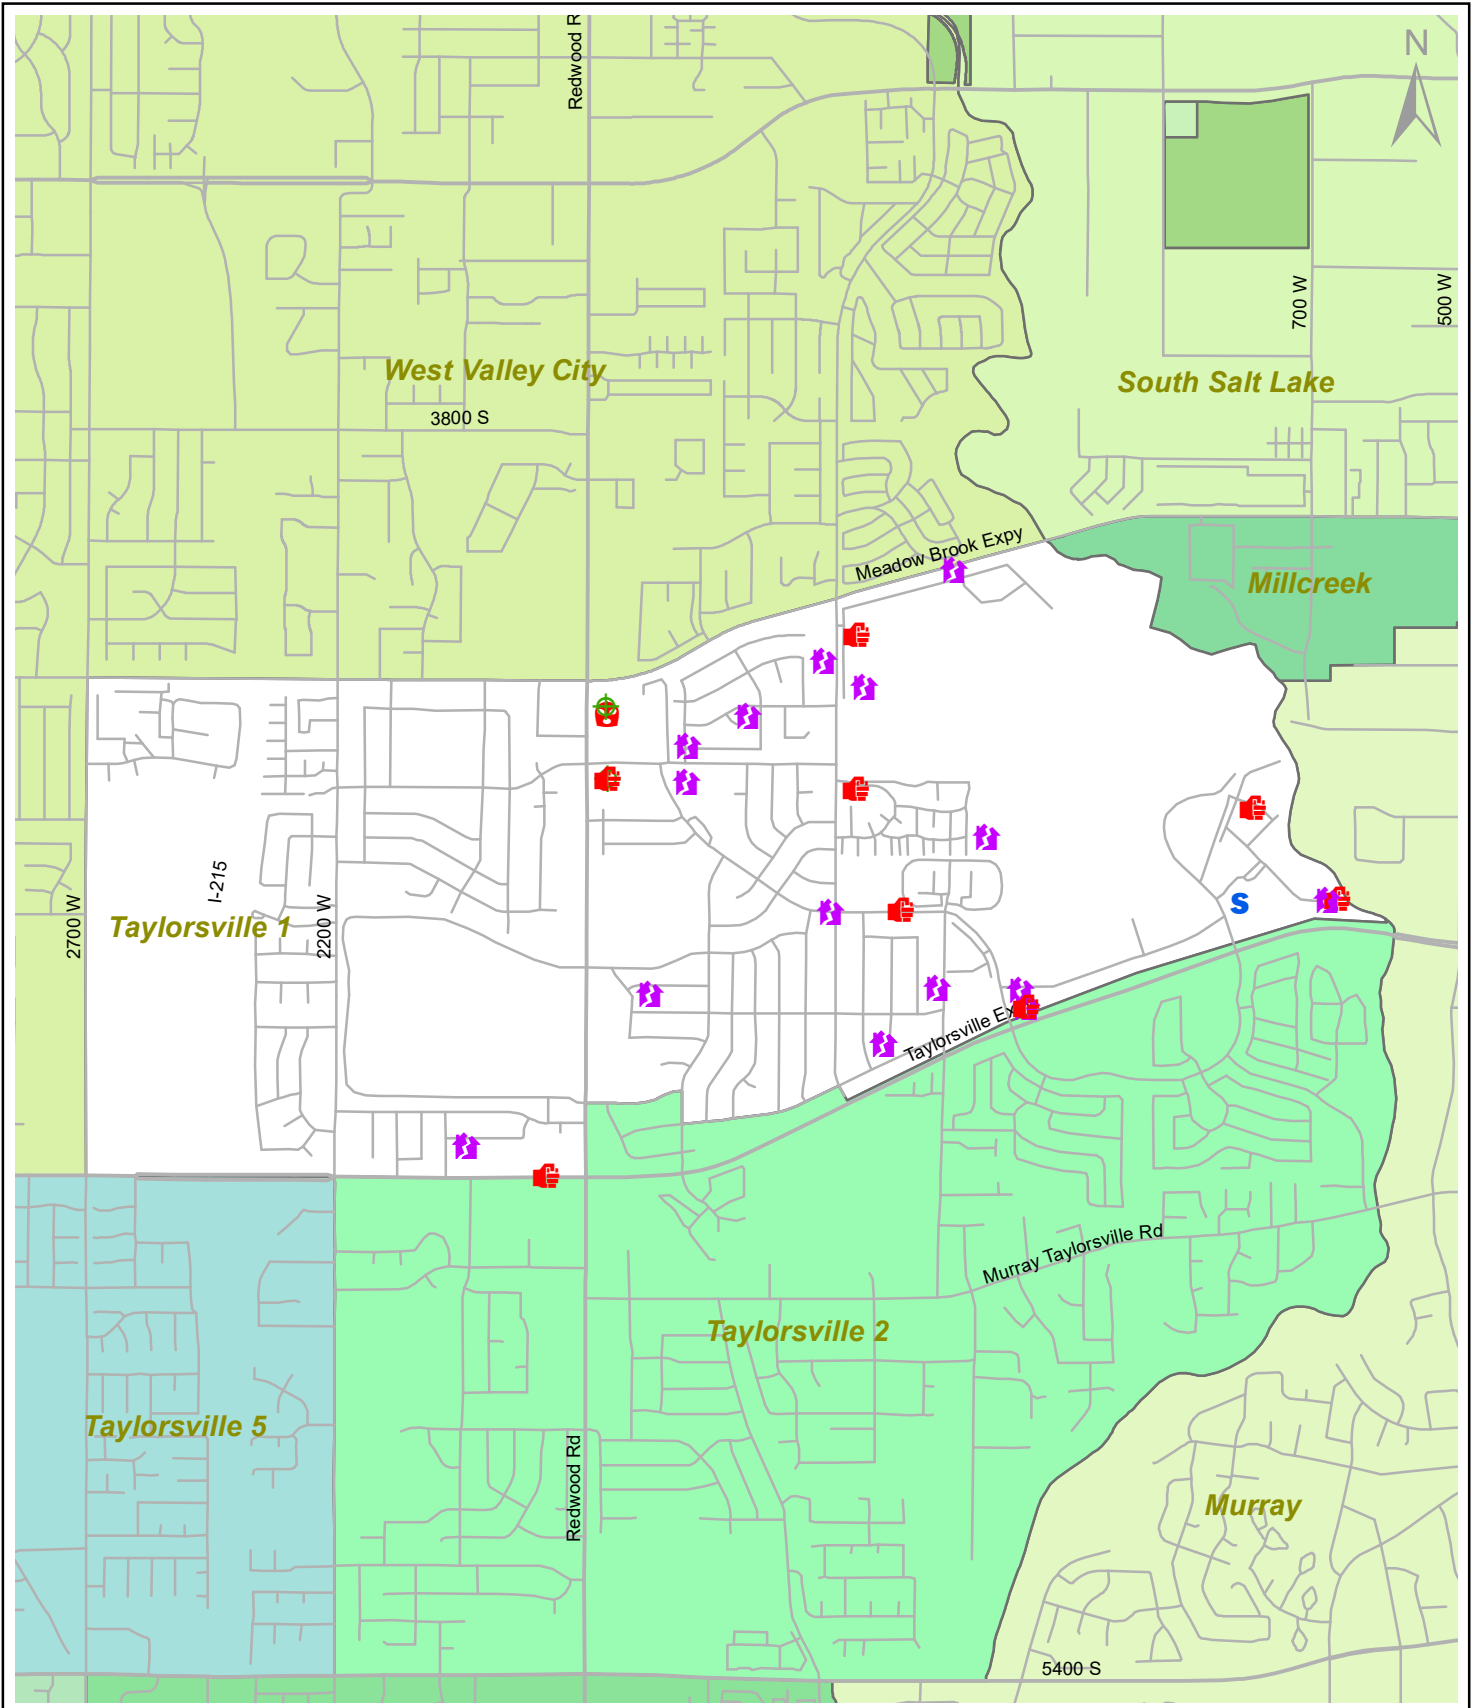 N
Redwood R
700 W
500 W
West Valley City
South Salt Lake
3800 S
Meadow Brook Expy
Millcreek
I-215
2700 W
Taylorsville 1
2200 W
S
Taylorsville Ex
Murray Taylorsville Rd
Taylorsville 2
Taylorsville 5
Redwood Rd
Murray
5400 S